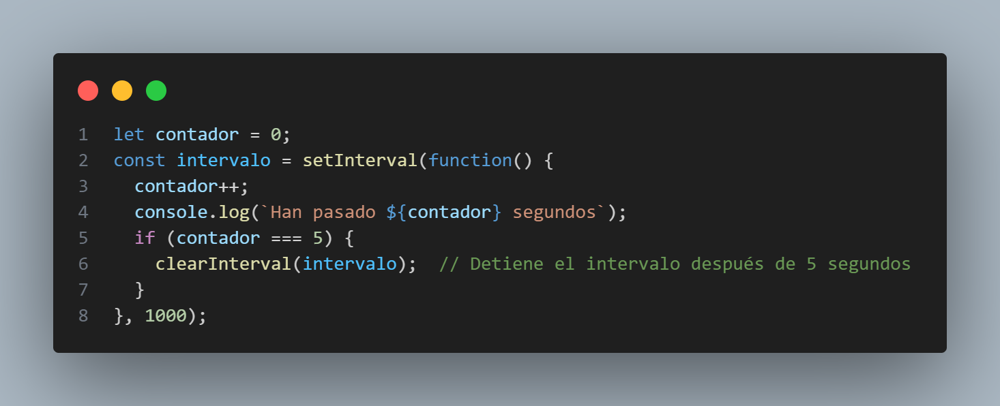 1 let contador = 0;
2 const intervalo = setInterval(function() {
3   contador++;
4   console.log(`Han pasado ${contador} segundos`);
5   if (contador === 5) {
6     clearInterval(intervalo);  // Detiene el intervalo después de 5 segundos
7   }
8 }, 1000);